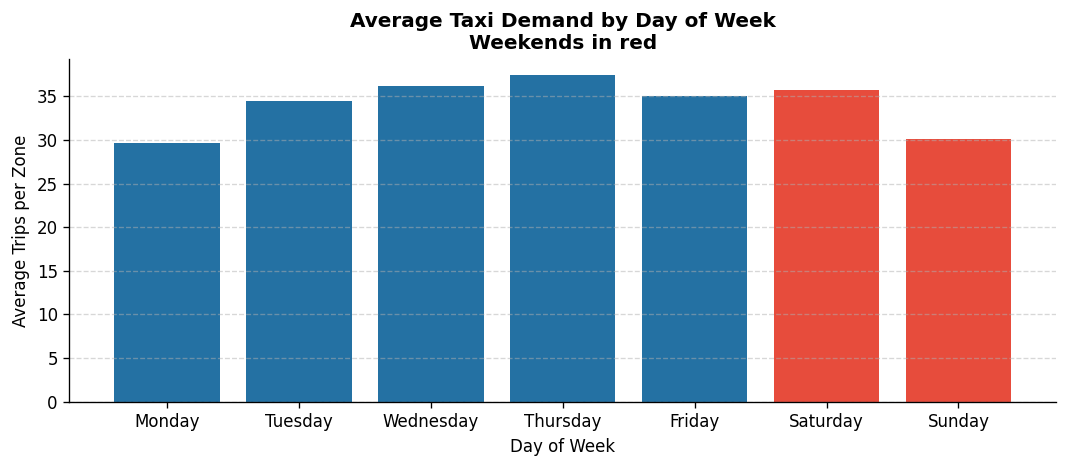 Average Taxi Demand by Day of Week
Weekends in red
Average Trips per Zone
35
30
25
20
15
10
5
0
Monday Tuesday Wednesday Thursday Friday Saturday Sunday
Day of Week